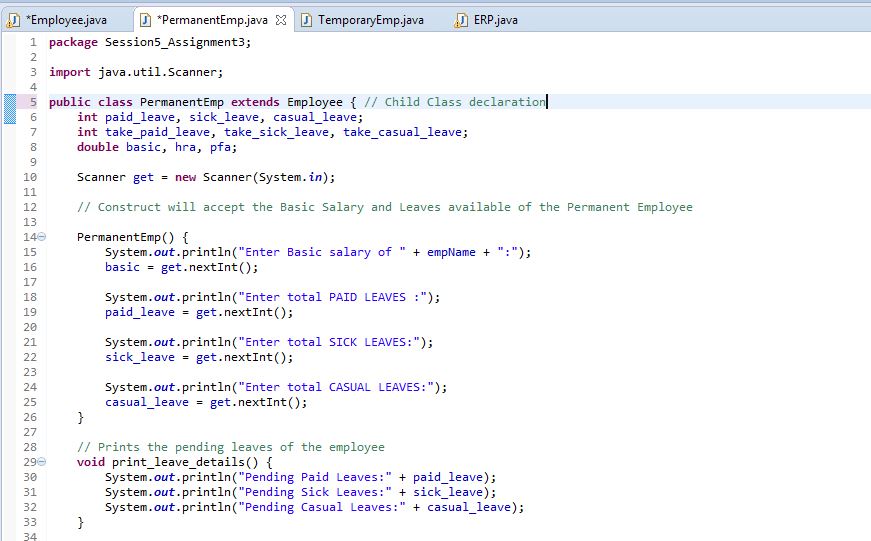 *Employee.java *PermanentEmp.java TemporaryEmp.java ERP.java
1 package Session5_Assignment3;
2
3 import java.util.Scanner;
4
5 public class PermanentEmp extends Employee { // Child Class declaration
6     int paid_leave, sick_leave, casual_leave;
7     int take_paid_leave, take_sick_leave, take_casual_leave;
8     double basic, hra, pfa;
9
10     Scanner get = new Scanner(System.in);
11
12     // Construct will accept the Basic Salary and Leaves available of the Permanent Employee
13
14     PermanentEmp() {
15         System.out.println("Enter Basic salary of " + empName + ":");
16         basic = get.nextInt();
17
18         System.out.println("Enter total PAID LEAVES :");
19         paid_leave = get.nextInt();
20
21         System.out.println("Enter total SICK LEAVES:");
22         sick_leave = get.nextInt();
23
24         System.out.println("Enter total CASUAL LEAVES:");
25         casual_leave = get.nextInt();
26     }
27
28     // Prints the pending leaves of the employee
29     void print_leave_details() {
30         System.out.println("Pending Paid Leaves:" + paid_leave);
31         System.out.println("Pending Sick Leaves:" + sick_leave);
32         System.out.println("Pending Casual Leaves:" + casual_leave);
33     }
34